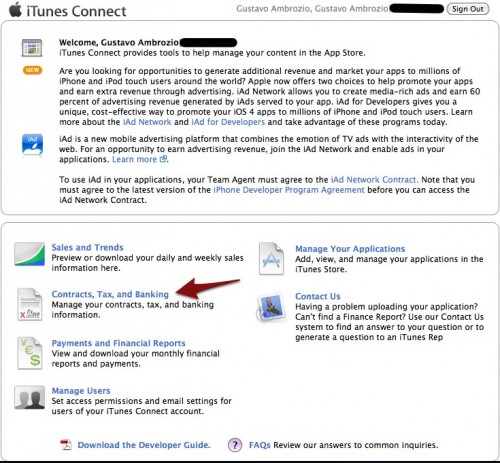 iTunes Connect
Gustavo Ambrozio, Gustavo Ambrozio
Sign Out
Welcome, Gustavo Ambrozio
iTunes Connect provides tools to help manage your content in the App Store.
NEW
Are you looking for opportunities to generate additional revenue and market your apps to millions of
iPhone and iPod touch users around the world? Apple now offers two choices to help promote your apps
and earn extra revenue through advertising. iAd Network allows you to create media-rich ads and earn 60
percent of advertising revenue generated by iAds served to your app. iAd for Developers gives you a
unique, cost-effective way to promote your iOS 4 apps to millions of iPhone and iPod touch users. Learn
more about the iAd Network and iAd for Developers and take advantage of these programs today.
iAd
iAd is a new mobile advertising platform that combines the emotion of TV ads with the interactivity of the
web. For an opportunity to earn advertising revenue, join the iAd Network and enable ads in your
applications. Learn more
To use iAd in your applications, your Team Agent must agree to the iAd Network Contract. Note that you
must agree to the latest version of the iPhone Developer Program Agreement before you can access the
iAd Network Contract.
Sales and Trends
Preview or download your daily and weekly sales
information here.
Contracts, Tax, and Banking
Manage your contracts, tax, and banking
information.
Payments and Financial Reports
View and download your monthly financial
reports and payments.
Manage Users
Set access permissions and email settings for
users of your iTunes Connect account.
Manage Your Applications
Add, view, and manage your applications in the
iTunes Store.
Contact Us
Having a problem uploading your application?
Can't find a Finance Report? Use our Contact Us
system to find an answer to your question or to
generate a question to an iTunes Rep
Download the Developer Guide.
? FAQs Review our answers to common inquiries.